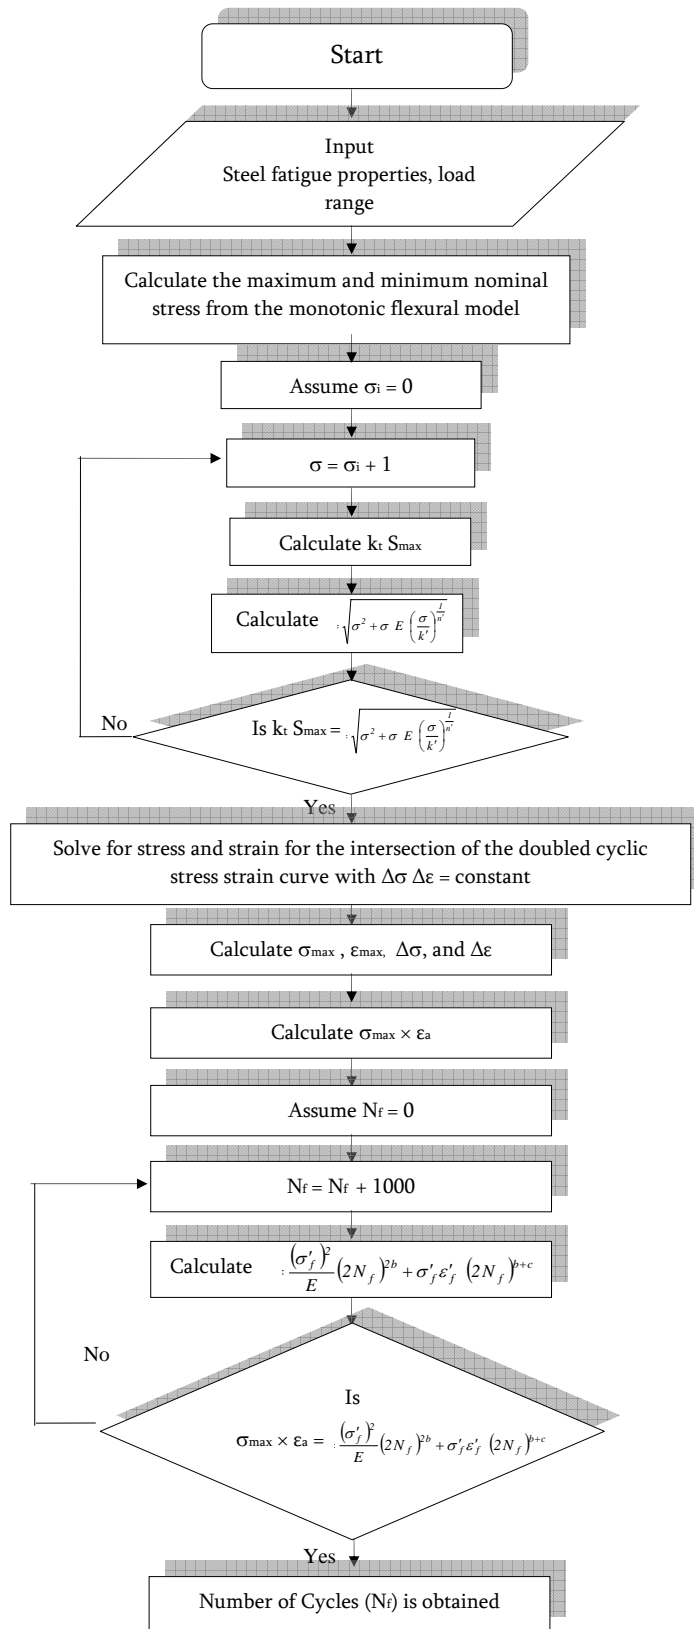 Start
Input
Steel fatigue properties, load
range
Calculate the maximum and minimum nominal
stress from the monotonic flexural model
Assume σi = 0
σ = σi + 1
Calculate kt Smax
Calculate : √(σ² + σ E (σ/k′)^(1/n′))
No
Is kt Smax = : √(σ² + σ E (σ/k′)^(1/n′))
Yes
Solve for stress and strain for the intersection of the doubled cyclic
stress strain curve with Δσ Δε = constant
Calculate σmax , εmax, Δσ, and Δε
Calculate σmax × εa
Assume Nf = 0
Nf = Nf + 1000
Calculate : (σ′f)²/E (2Nf)^2b + σ′f ε′f (2Nf)^b+c
No
Is
σmax × εa = : (σ′f)²/E (2Nf)^2b + σ′f ε′f (2Nf)^b+c
Yes
Number of Cycles (Nf) is obtained